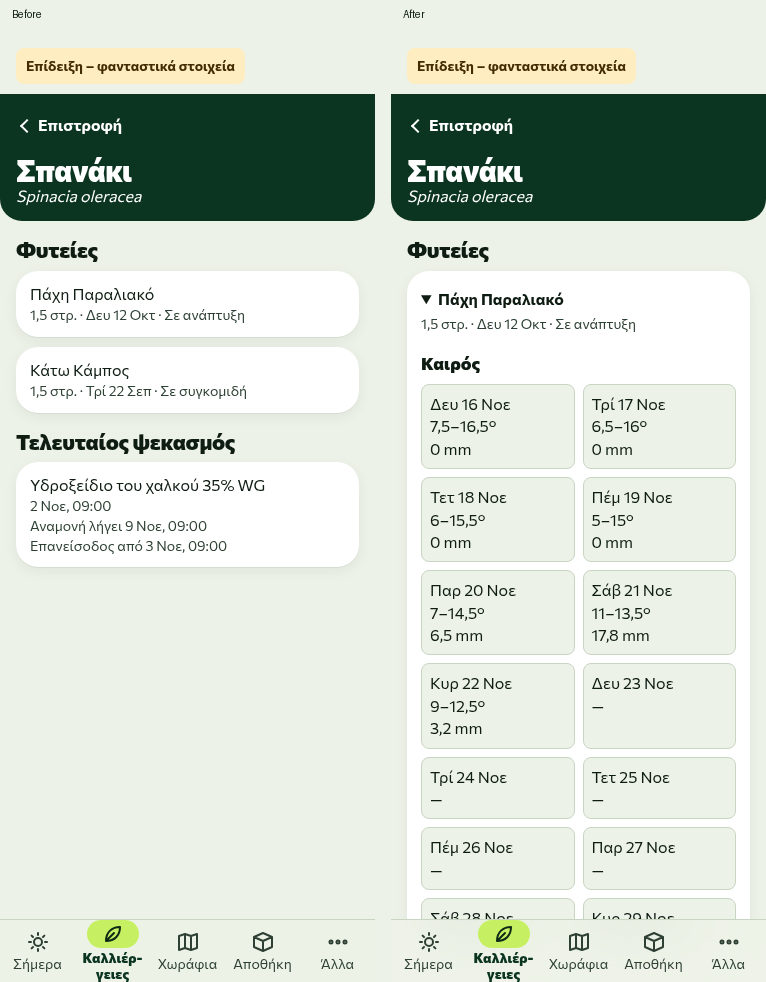 Before
Επίδειξη – φανταστικά στοιχεία
Επιστροφή
Σπανάκι
Spinacia oleracea
Φυτείες
Πάχη Παραλιακό
1,5 στρ. · Δευ 12 Οκτ · Σε ανάπτυξη
Κάτω Κάμπος
1,5 στρ. · Τρί 22 Σεπ · Σε συγκομιδή
Τελευταίος ψεκασμός
Υδροξείδιο του χαλκού 35% WG
2 Νοε, 09:00
Αναμονή λήγει 9 Νοε, 09:00
Επανείσοδος από 3 Νοε, 09:00
Σήμερα
Καλλιέρ-
γειες
Χωράφια
Αποθήκη
Άλλα
After
Επίδειξη – φανταστικά στοιχεία
Επιστροφή
Σπανάκι
Spinacia oleracea
Φυτείες
▼ Πάχη Παραλιακό
1,5 στρ. · Δευ 12 Οκτ · Σε ανάπτυξη
Καιρός
Δευ 16 Νοε
7,5–16,5°
0 mm
Τρί 17 Νοε
6,5–16°
0 mm
Τετ 18 Νοε
6–15,5°
0 mm
Πέμ 19 Νοε
5–15°
0 mm
Παρ 20 Νοε
7–14,5°
6,5 mm
Σάβ 21 Νοε
11–13,5°
17,8 mm
Κυρ 22 Νοε
9–12,5°
3,2 mm
Δευ 23 Νοε
—
Τρί 24 Νοε
—
Τετ 25 Νοε
—
Πέμ 26 Νοε
—
Παρ 27 Νοε
—
Σάβ 28 Νοε
Κυρ 29 Νοε
Σήμερα
Καλλιέρ-
γειες
Χωράφια
Αποθήκη
Άλλα